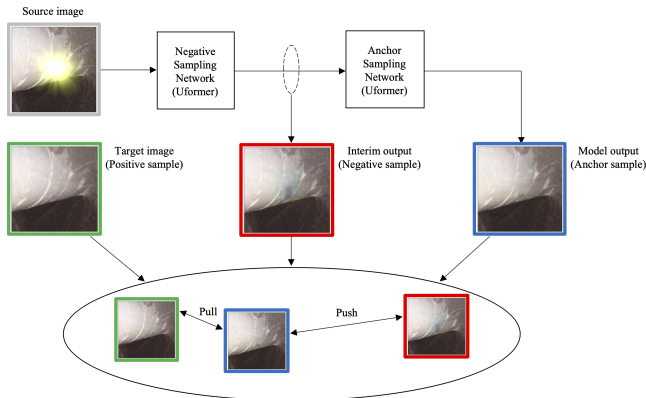 Source image
Negative
Sampling
Network
(Uformer)
Anchor
Sampling
Network
(Uformer)
Target image
(Positive sample)
Interim output
(Negative sample)
Model output
(Anchor sample)
Pull
Push